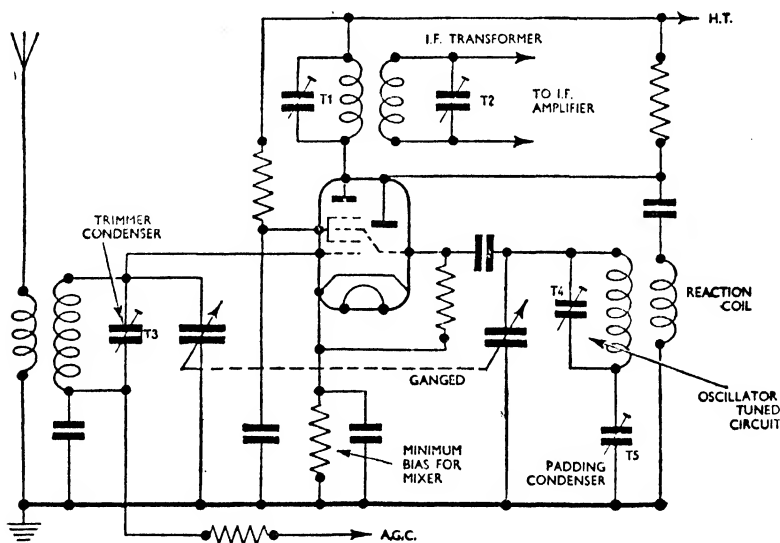 H.T.
I.F. TRANSFORMER
T1
T2
TO I.F.
AMPLIFIER
TRIMMER
CONDENSER
T3
T4
REACTION
COIL
GANGED
OSCILLATOR
TUNED
CIRCUIT
MINIMUM
BIAS FOR
MIXER
PADDING
CONDENSER
T5
A.G.C.